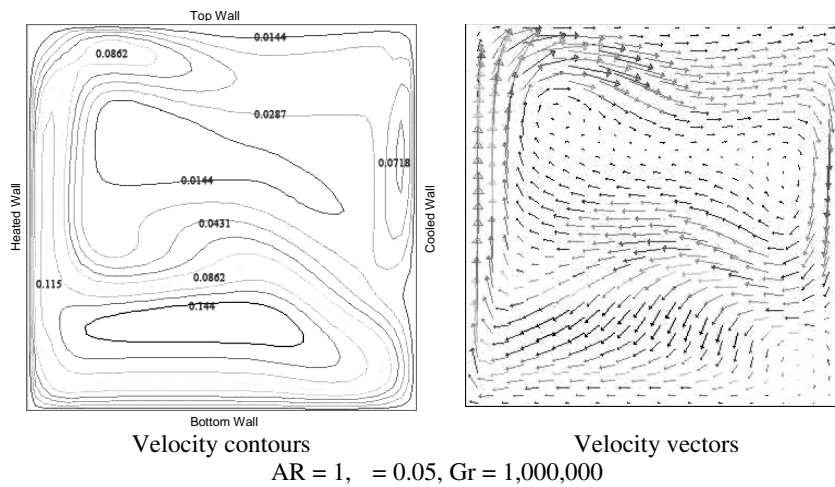 Top Wall
0.0144
0.0862
0.0287
0.0718
0.0144
Heated Wall
Cooled Wall
0.0431
0.0862
0.115
0.144
Bottom Wall
Velocity contours
Velocity vectors
AR = 1, = 0.05, Gr = 1,000,000